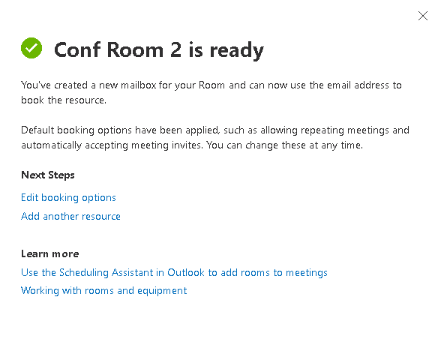 Conf Room 2 is ready
You've created a new mailbox for your Room and can now use the email address to
book the resource.
Default booking options have been applied, such as allowing repeating meetings and
automatically accepting meeting invites. You can change these at any time.
Next Steps
Edit booking options
Add another resource
Learn more
Use the Scheduling Assistant in Outlook to add rooms to meetings
Working with rooms and equipment